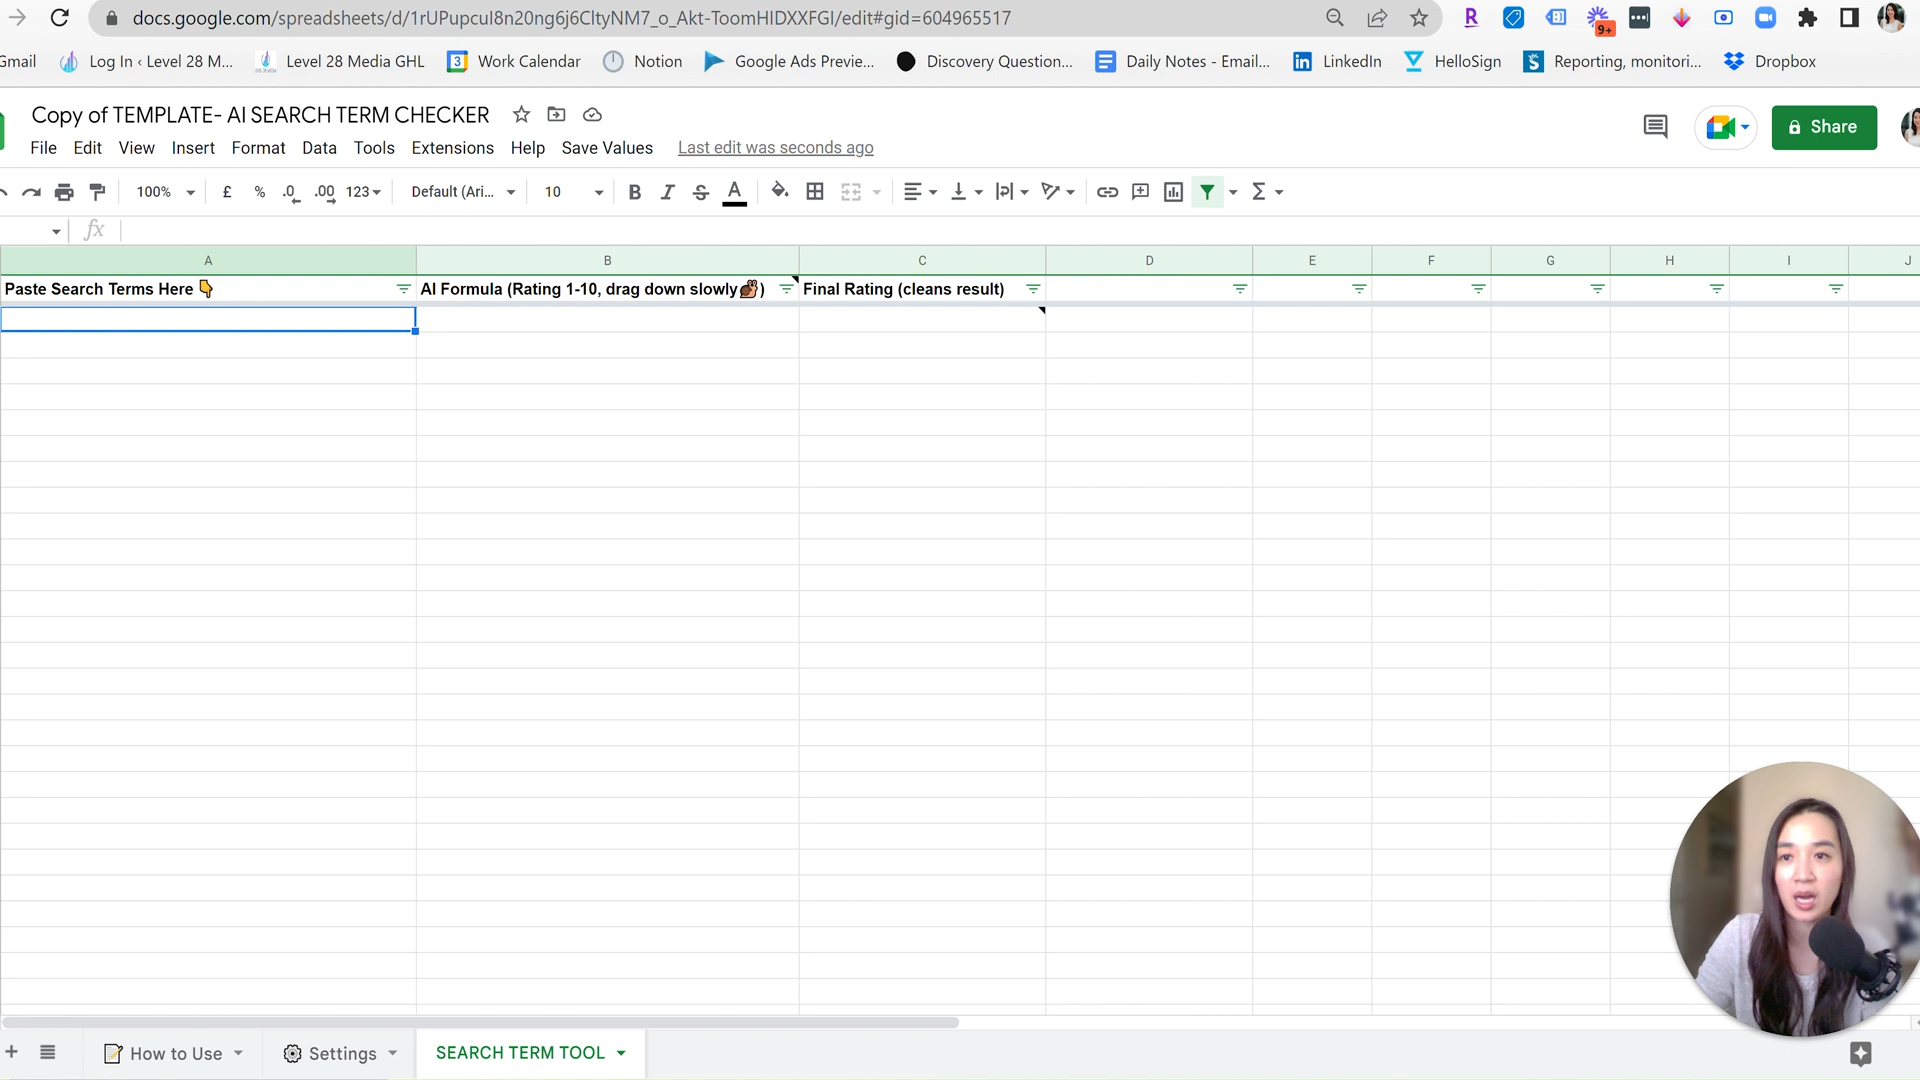 docs.google.com/spreadsheets/d/1rUPupcuI8n20ng6j6CltyNM7_o_Akt-ToomHIDXXFGI/edit#gid=604965517
9+
Gmail Log In ‹ Level 28 M... Level 28 Media GHL 3 Work Calendar Notion Google Ads Previe... Discovery Question... Daily Notes - Email... LinkedIn HelloSign Reporting, monitori... Dropbox
Copy of TEMPLATE- AI SEARCH TERM CHECKER
Share
File Edit View Insert Format Data Tools Extensions Help Save Values Last edit was seconds ago
100% £ % .0 .00 123 Default (Ari... 10 B I S A Σ
fx
A B C D E F G H I J
Paste Search Terms Here 👇 AI Formula (Rating 1-10, drag down slowly🐌) Final Rating (cleans result)
+ How to Use Settings SEARCH TERM TOOL